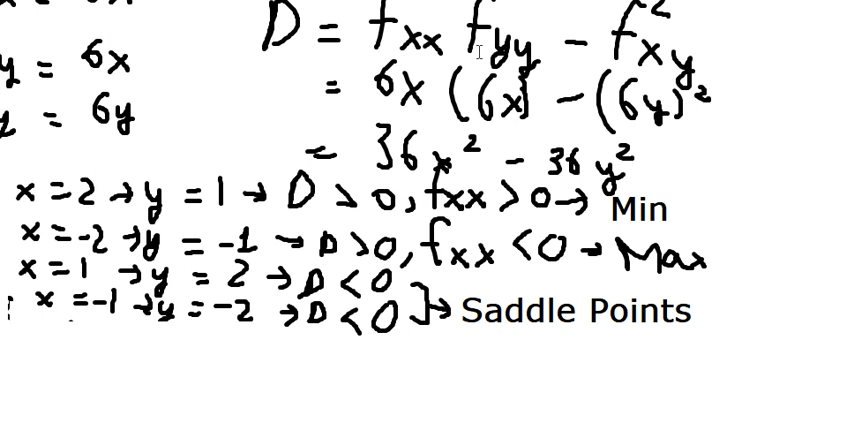 D = fxx fyy - fxy²
y = 6x
= 6x (6x) - (6y)²
= 6y
= 36x² - 36y²
x = 2 → y = 1 → D > 0, fxx > 0 → Min
x = -2 → y = -1 → D > 0, fxx < 0 → Max
x = 1 → y = 2 → D < 0
x = -1 → y = -2 → D < 0 } → Saddle Points